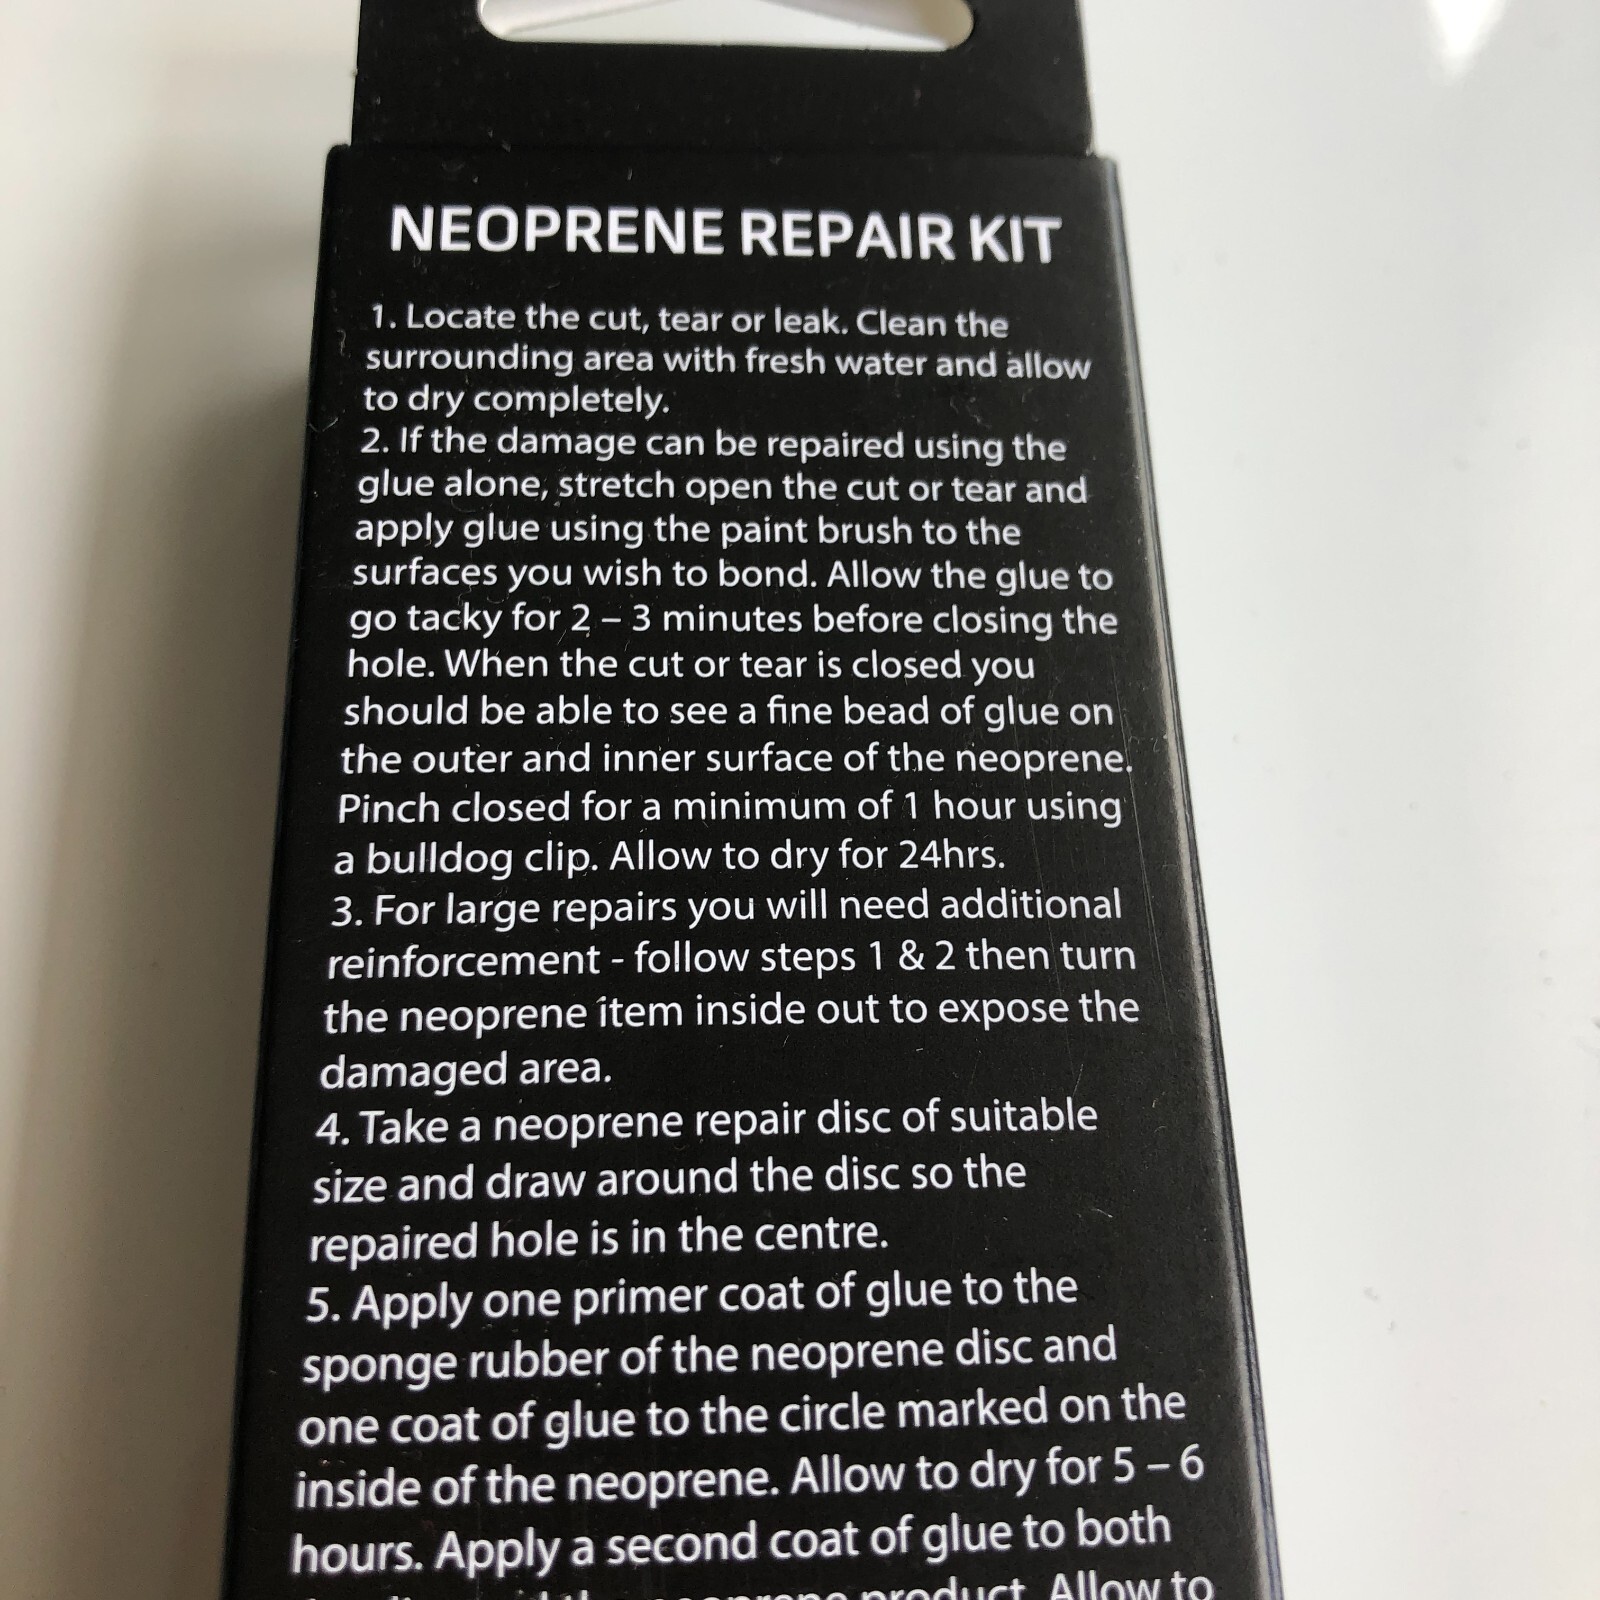 NEOPRENE REPAIR KIT
1. Locate the cut, tear or leak. Clean the
surrounding area with fresh water and allow
to dry completely.
2. If the damage can be repaired using the
glue alone, stretch open the cut or tear and
apply glue using the paint brush to the
surfaces you wish to bond. Allow the glue to
go tacky for 2 – 3 minutes before closing the
hole. When the cut or tear is closed you
should be able to see a fine bead of glue on
the outer and inner surface of the neoprene.
Pinch closed for a minimum of 1 hour using
a bulldog clip. Allow to dry for 24hrs.
3. For large repairs you will need additional
reinforcement - follow steps 1 & 2 then turn
the neoprene item inside out to expose the
damaged area.
4. Take a neoprene repair disc of suitable
size and draw around the disc so the
repaired hole is in the centre.
5. Apply one primer coat of glue to the
sponge rubber of the neoprene disc and
one coat of glue to the circle marked on the
inside of the neoprene. Allow to dry for 5 – 6
hours. Apply a second coat of glue to both
the neoprene product. Allow to